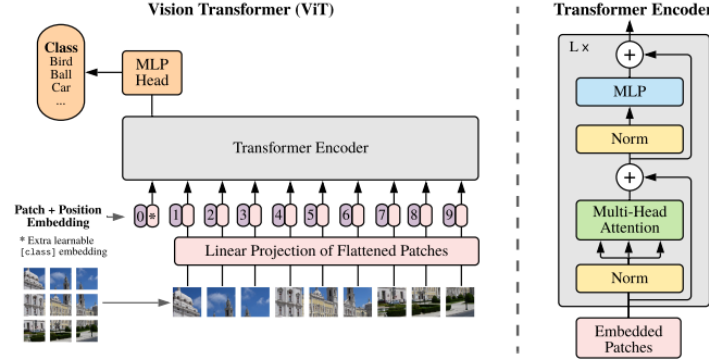 Vision Transformer (ViT)
Class
Bird
Ball
Car
...
MLP
Head
Transformer Encoder
Patch + Position
Embedding
0 * 1 2 3 4 5 6 7 8 9
* Extra learnable
[class] embedding
Linear Projection of Flattened Patches
Transformer Encoder
L ×
+
MLP
Norm
+
Multi-Head
Attention
Norm
Embedded
Patches